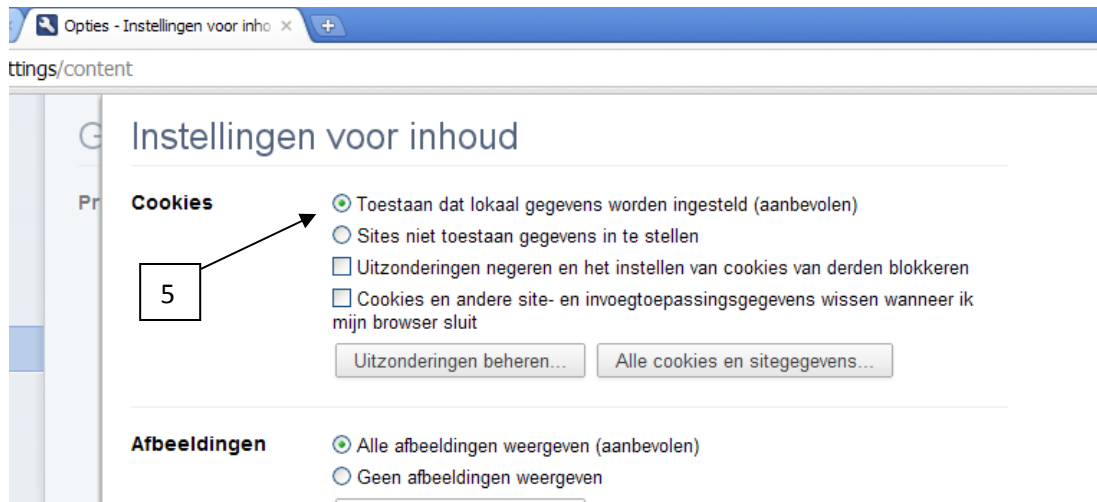 Opties - Instellingen voor inho
ttings/content
G
Instellingen voor inhoud
Pr
Cookies
Toestaan dat lokaal gegevens worden ingesteld (aanbevolen)
Sites niet toestaan gegevens in te stellen
Uitzonderingen negeren en het instellen van cookies van derden blokkeren
5
Cookies en andere site- en invoegtoepassingsgegevens wissen wanneer ik
mijn browser sluit
Uitzonderingen beheren... Alle cookies en sitegegevens...
Afbeeldingen
Alle afbeeldingen weergeven (aanbevolen)
Geen afbeeldingen weergeven